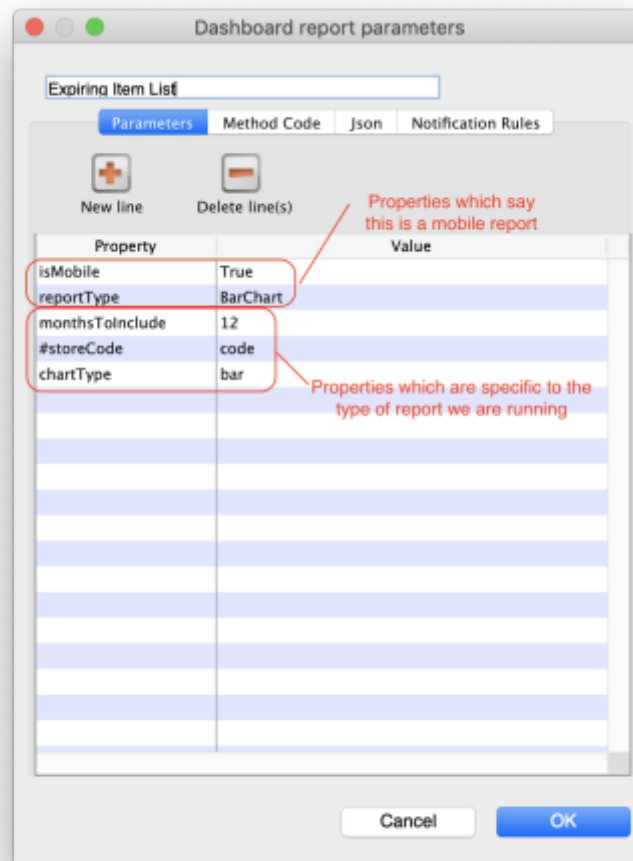 Dashboard report parameters
Expiring Item List
Parameters Method Code Json Notification Rules
New line Delete line(s)
Properties which say
this is a mobile report
Property Value
isMobile True
reportType BarChart
monthsToInclude 12
#storeCode code
chartType bar
Properties which are specific to the
type of report we are running
Cancel OK